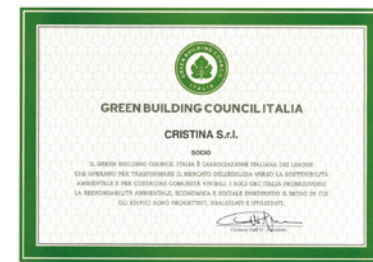 GREEN BUILDING COUNCIL
ITALIA
GREEN BUILDING COUNCIL ITALIA
CRISTINA S.r.l.
SOCIO
IL GREEN BUILDING COUNCIL ITALIA È L'ASSOCIAZIONE ITALIANA DEI LEADER
CHE OPERANO PER TRASFORMARE IL MERCATO DELL'EDILIZIA VERSO LA SOSTENIBILITÀ
AMBIENTALE E PER COSTRUIRE COMUNITÀ VIVIBILI. I SOCI GBC ITALIA PROMUOVONO
LA RESPONSABILITÀ AMBIENTALE, ECONOMICA E SOCIALE INNOVANDO IL MODO IN CUI
GLI EDIFICI SONO PROGETTATI, REALIZZATI E UTILIZZATI.